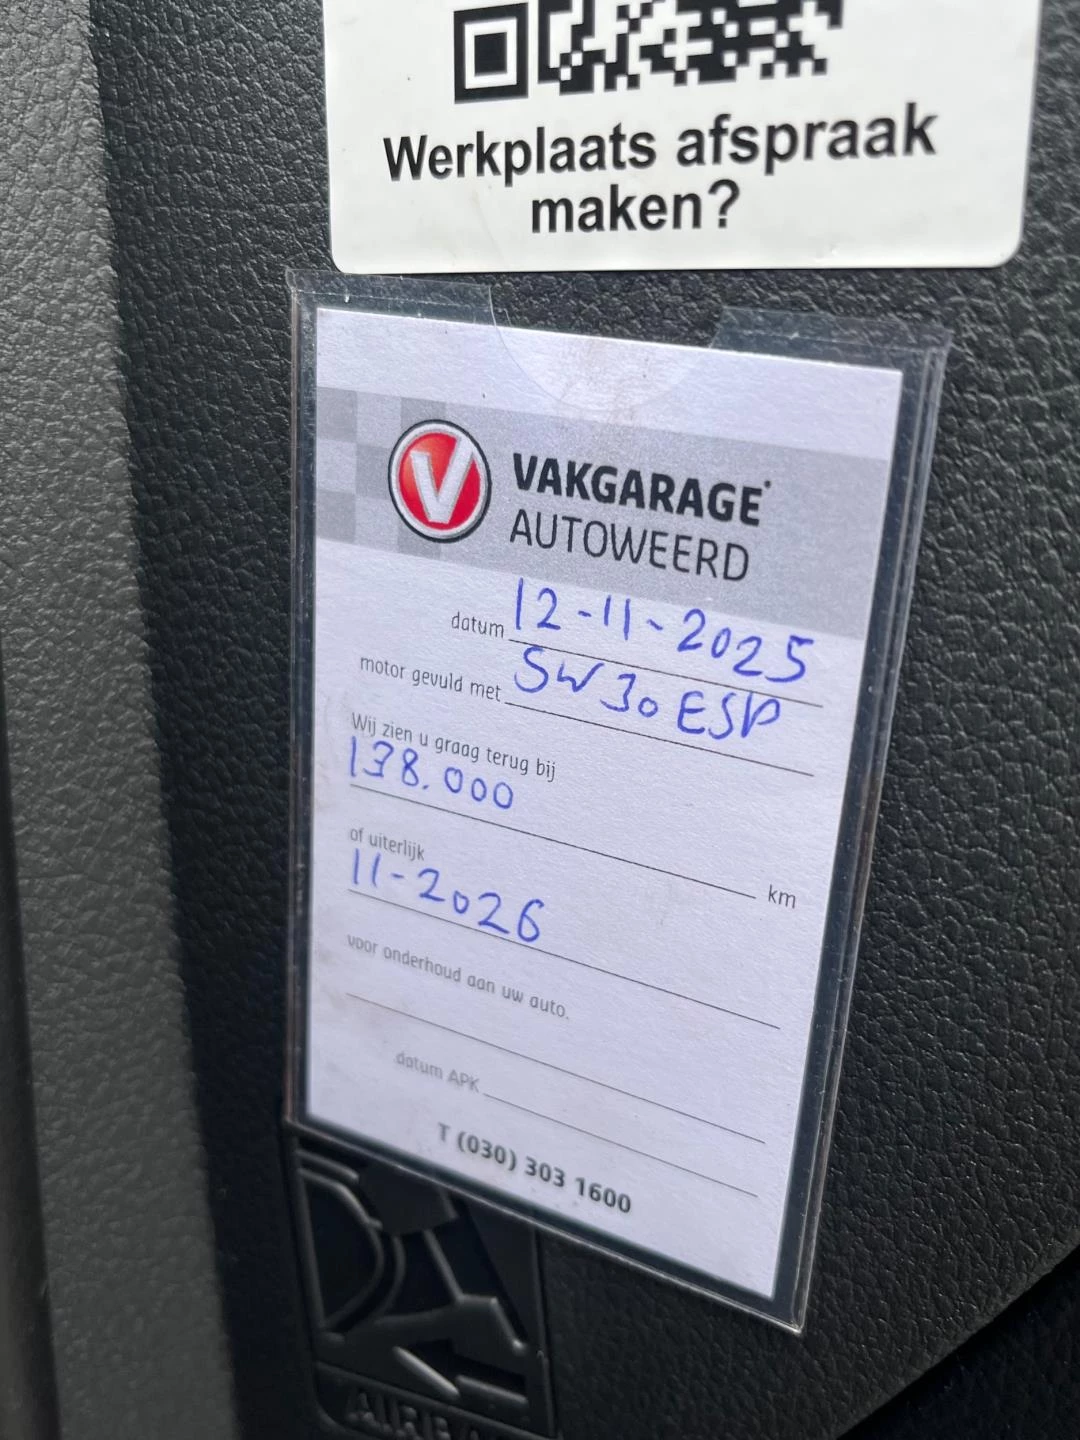 Werkplaats afspraak
maken?
VAKGARAGE
AUTOWEERD
datum 12-11-2025
motor gevuld met 5W30 ESP
Wij zien u graag terug bij
138.000 km
of uiterlijk
11-2026
voor onderhoud aan uw auto.
datum APK
T (030) 303 1600